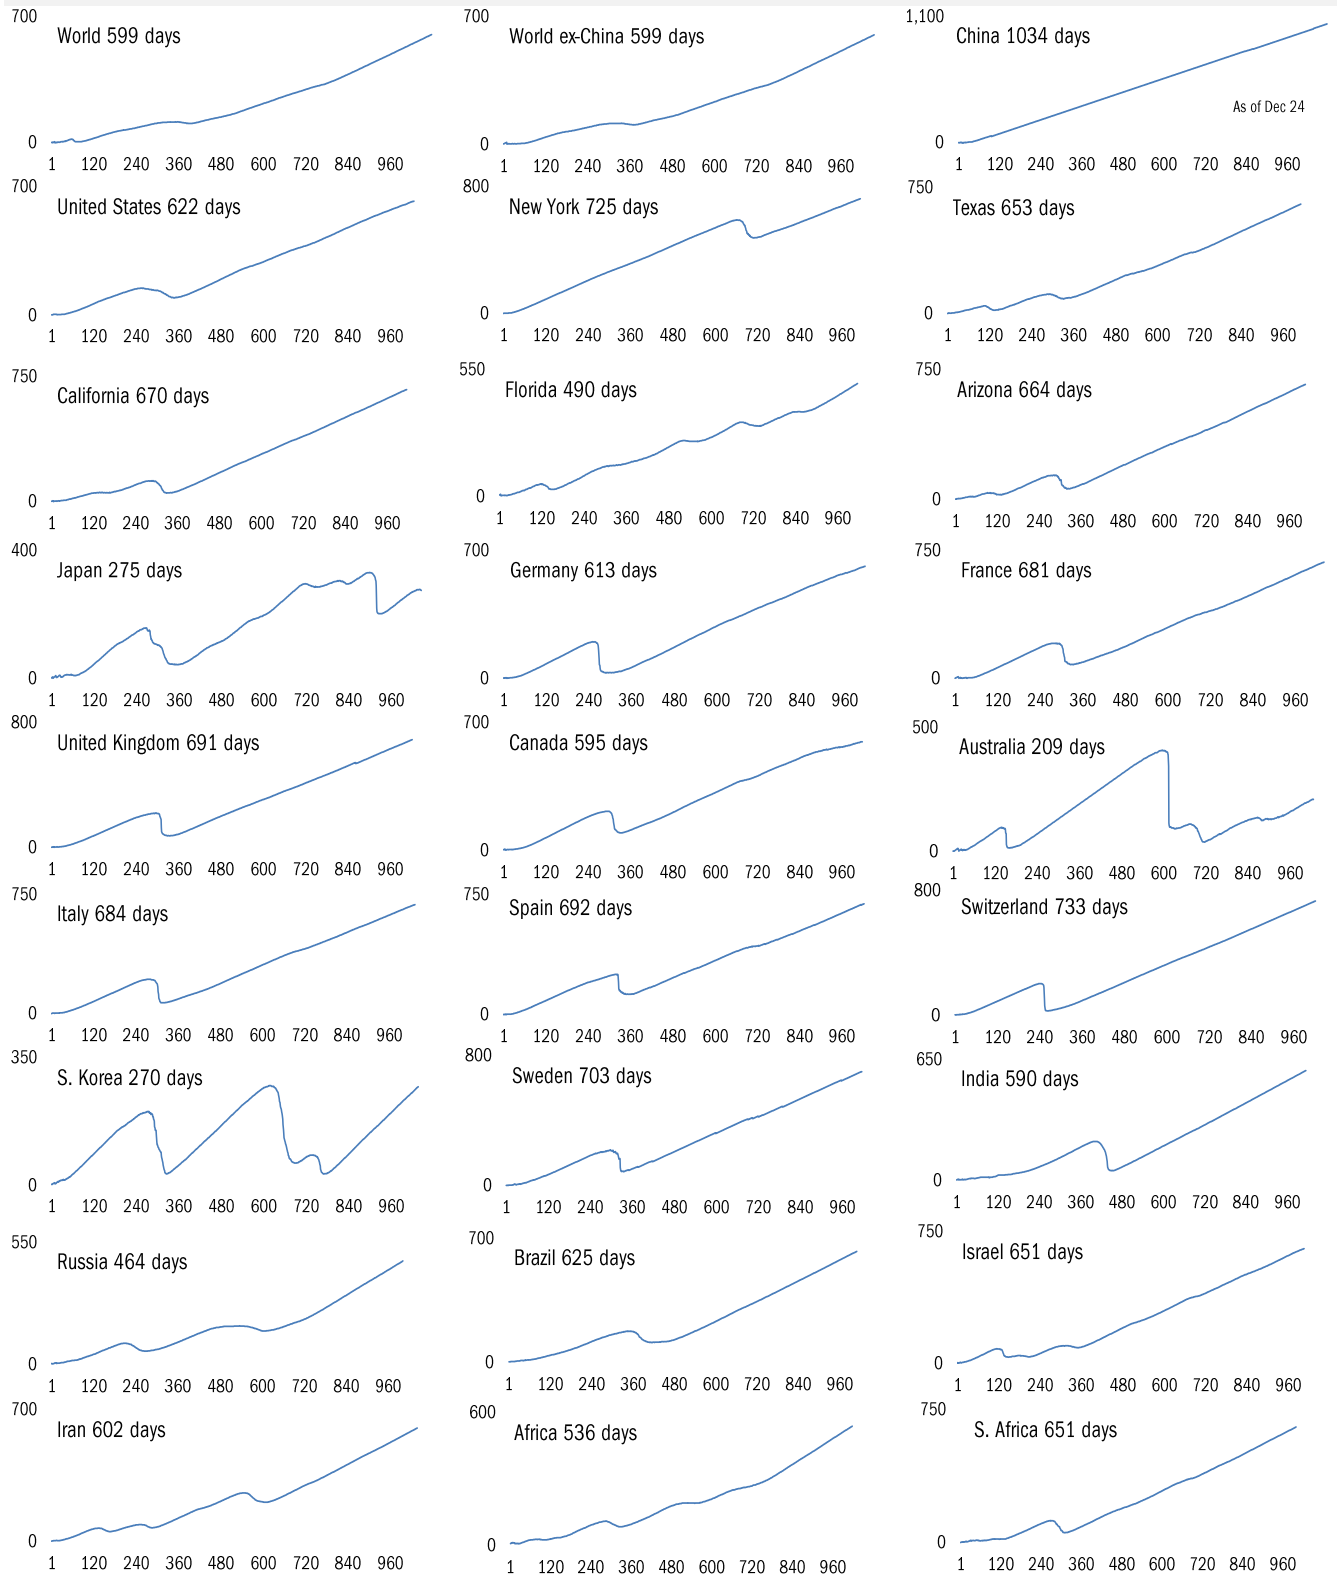 700
World 599 days
0
1 120 240 360 480 600 720 840 960
700
World ex-China 599 days
0
1 120 240 360 480 600 720 840 960
1,100
China 1034 days
As of Dec 24
0
1 120 240 360 480 600 720 840 960
700
United States 622 days
0
1 120 240 360 480 600 720 840 960
800
New York 725 days
0
1 120 240 360 480 600 720 840 960
750
Texas 653 days
0
1 120 240 360 480 600 720 840 960
750
California 670 days
0
1 120 240 360 480 600 720 840 960
550
Florida 490 days
0
1 120 240 360 480 600 720 840 960
750
Arizona 664 days
0
1 120 240 360 480 600 720 840 960
400
Japan 275 days
0
1 120 240 360 480 600 720 840 960
700
Germany 613 days
0
1 120 240 360 480 600 720 840 960
750
France 681 days
0
1 120 240 360 480 600 720 840 960
800
United Kingdom 691 days
0
1 120 240 360 480 600 720 840 960
700
Canada 595 days
0
1 120 240 360 480 600 720 840 960
500
Australia 209 days
0
1 120 240 360 480 600 720 840 960
750
Italy 684 days
0
1 120 240 360 480 600 720 840 960
750
Spain 692 days
0
1 120 240 360 480 600 720 840 960
800
Switzerland 733 days
0
1 120 240 360 480 600 720 840 960
350
S. Korea 270 days
0
1 120 240 360 480 600 720 840 960
800
Sweden 703 days
0
1 120 240 360 480 600 720 840 960
650
India 590 days
0
1 120 240 360 480 600 720 840 960
550
Russia 464 days
0
1 120 240 360 480 600 720 840 960
700
Brazil 625 days
0
1 120 240 360 480 600 720 840 960
750
Israel 651 days
0
1 120 240 360 480 600 720 840 960
700
Iran 602 days
0
1 120 240 360 480 600 720 840 960
600
Africa 536 days
0
1 120 240 360 480 600 720 840 960
750
S. Africa 651 days
0
1 120 240 360 480 600 720 840 960